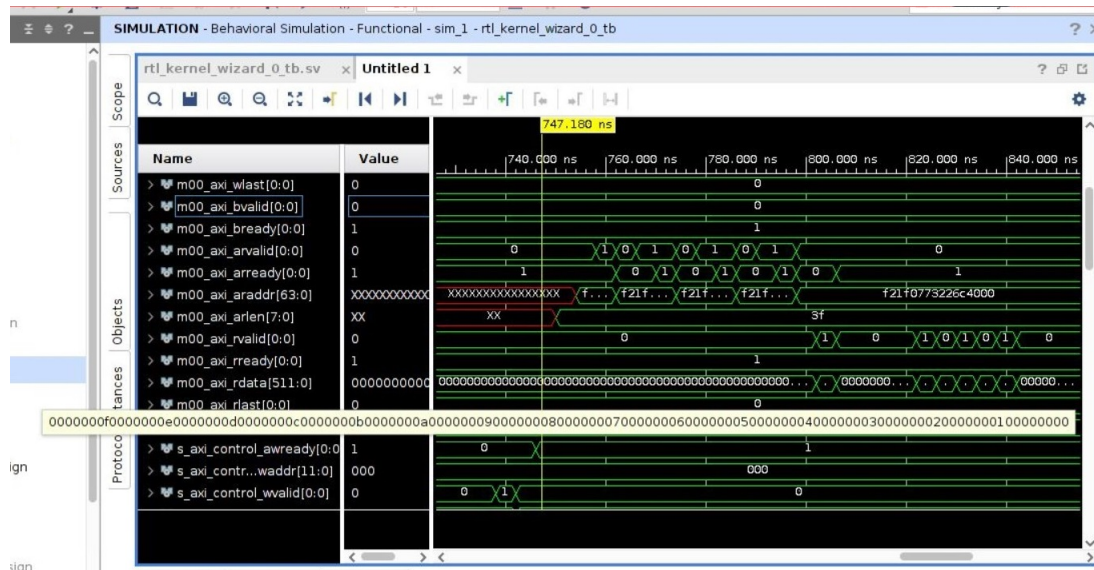 SIMULATION - Behavioral Simulation - Functional - sim_1 - rtl_kernel_wizard_0_tb
rtl_kernel_wizard_0_tb.sv
Untitled 1
Scope
Sources
Objects
747.180 ns
Name Value
740.000 ns 760.000 ns 780.000 ns 800.000 ns 820.000 ns 840.000 ns
m00_axi_wlast[0:0] 0 0
m00_axi_bvalid[0:0] 0 0
m00_axi_bready[0:0] 1 1
m00_axi_arvalid[0:0] 0 0 1 0 1 0 1 0 1 0
m00_axi_arready[0:0] 1 1 0 1 0 1 0 1 0 1
m00_axi_araddr[63:0] XXXXXXXXXXX XXXXXXXXXXXXXXXX f... f21f... f21f... f21f... f21f0773226c4000
m00_axi_arlen[7:0] XX XX 3f
m00_axi_rvalid[0:0] 0 0 1 0 1 0 1 0 1 0
m00_axi_rready[0:0] 1 1
m00_axi_rdata[511:0] 0000000... 00000...
m00_axi_rlast[0:0] 0 0
0000000f0000000e0000000d0000000c0000000b0000000a00000009000000080000000700000006000000050000000400000003000000020000000100000000
s_axi_control_awready[0:0 1 0 1
s_axi_contr...waddr[11:0] 000 000
s_axi_control_wvalid[0:0] 0 0 1 0